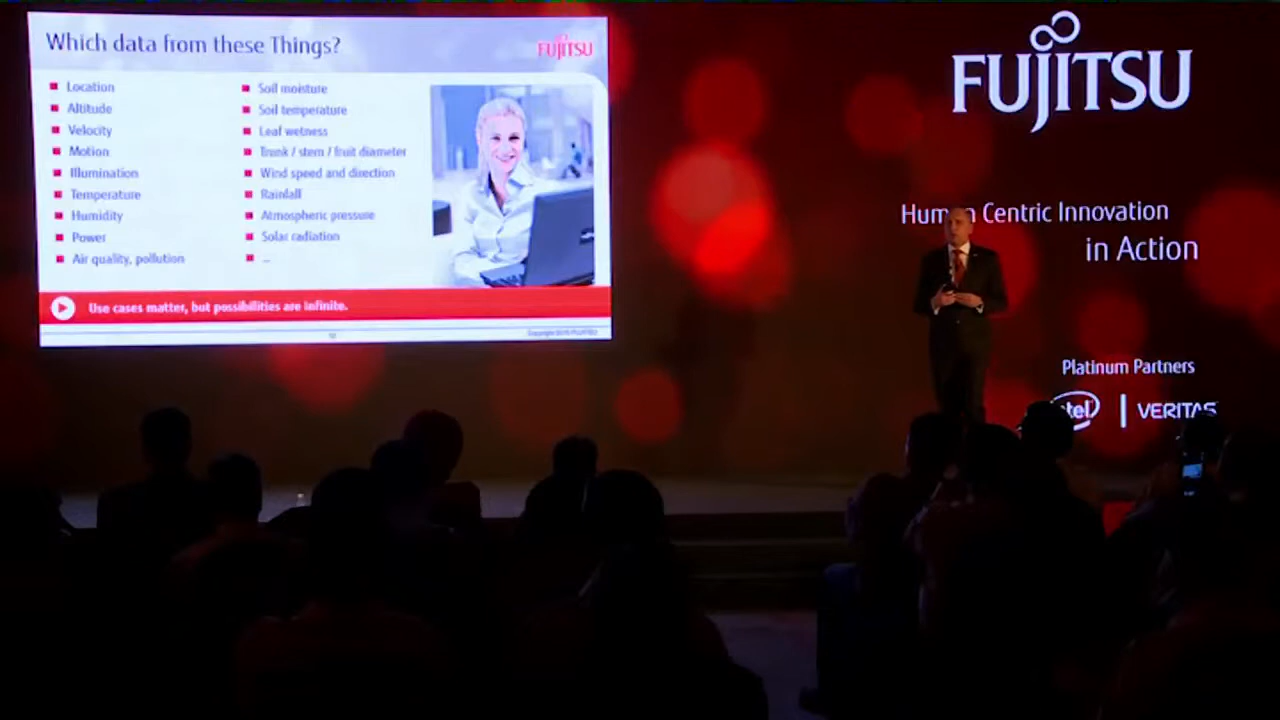 Which data from these Things?
FUJITSU
Location
Altitude
Velocity
Motion
Illumination
Temperature
Humidity
Power
Air quality, pollution
Soil moisture
Soil temperature
Leaf wetness
Trunk / stem / fruit diameter
Wind speed and direction
Rainfall
Atmospheric pressure
Solar radiation
...
Use cases matter, but possibilities are infinite.
FUJITSU
Human Centric Innovation
in Action
Platinum Partners
intel
VERITAS